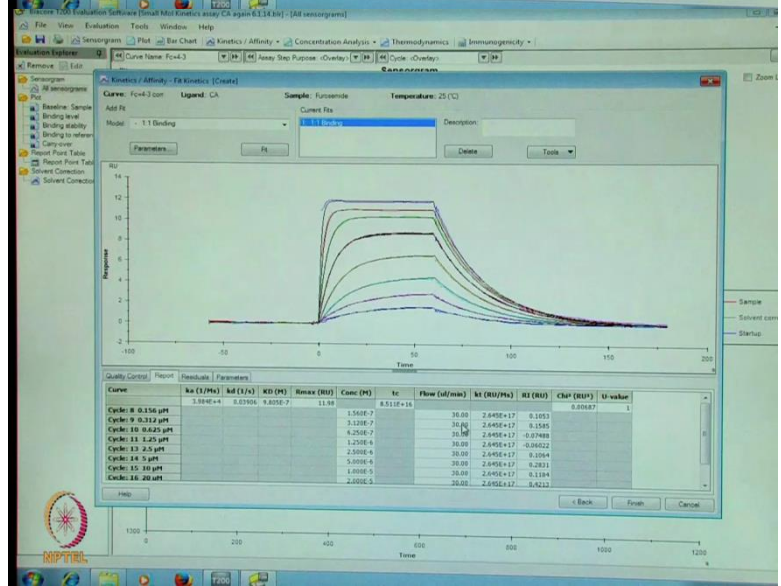 Biacore T200 Evaluation Software [Small Mol Kinetics assay CA again 6.1.14.blr] - [All sensorgrams]
File View Evaluation Tools Window Help
Sensorgram Plot Bar Chart Kinetics / Affinity Concentration Analysis Thermodynamics Immunogenicity
Evaluation Explorer
Curve Name: Fc=4-3 Assay Step Purpose: <Overlay> Cycle: <Overlay>
Remove Edit
Sensorgram
Zoom
Sensorgram
All sensorgrams
Plot
Baseline: Sample
Binding level
Binding stability
Binding to referen
Carry-over
Report Point Table
Report Point Tabl
Solvent Correction
Solvent Correction
Kinetics / Affinity - Fit Kinetics [Create]
Curve: Fc=4-3 corr Ligand: CA Sample: Furosemide Temperature: 25 (°C)
Add Fit
Current Fits
Model: - 1:1 Binding
1: 1:1 Binding
Description:
Parameters...
Fit
Delete
Tools
RU
14
12
10
8
6
4
2
0
-2
Response
-100 -50 0 50 100 150 200
Time
s
Sample
Solvent corr
Startup
Quality Control Report Residuals Parameters
Curve ka (1/Ms) kd (1/s) KD (M) Rmax (RU) Conc (M) tc Flow (ul/min) kt (RU/Ms) RI (RU) Chi² (RU²) U-value
3.984E+4 0.03906 9.805E-7 11.98 8.511E+16 0.00687 1
Cycle: 8 0.156 µM 1.560E-7 30.00 2.645E+17 0.1053
Cycle: 9 0.312 µM 3.120E-7 30.00 2.645E+17 0.1585
Cycle: 10 0.625 µM 6.250E-7 30.00 2.645E+17 -0.07488
Cycle: 11 1.25 µM 1.250E-6 30.00 2.645E+17 -0.06022
Cycle: 13 2.5 µM 2.500E-6 30.00 2.645E+17 0.1064
Cycle: 14 5 µM 5.000E-6 30.00 2.645E+17 0.2831
Cycle: 15 10 µM 1.000E-5 30.00 2.645E+17 0.1184
Cycle: 16 20 µM 2.000E-5 30.00 2.645E+17 0.4213
Help
< Back Finish Cancel
1300
0 200 400 600 800 1000 1200
Time
s
NPTEL
T200